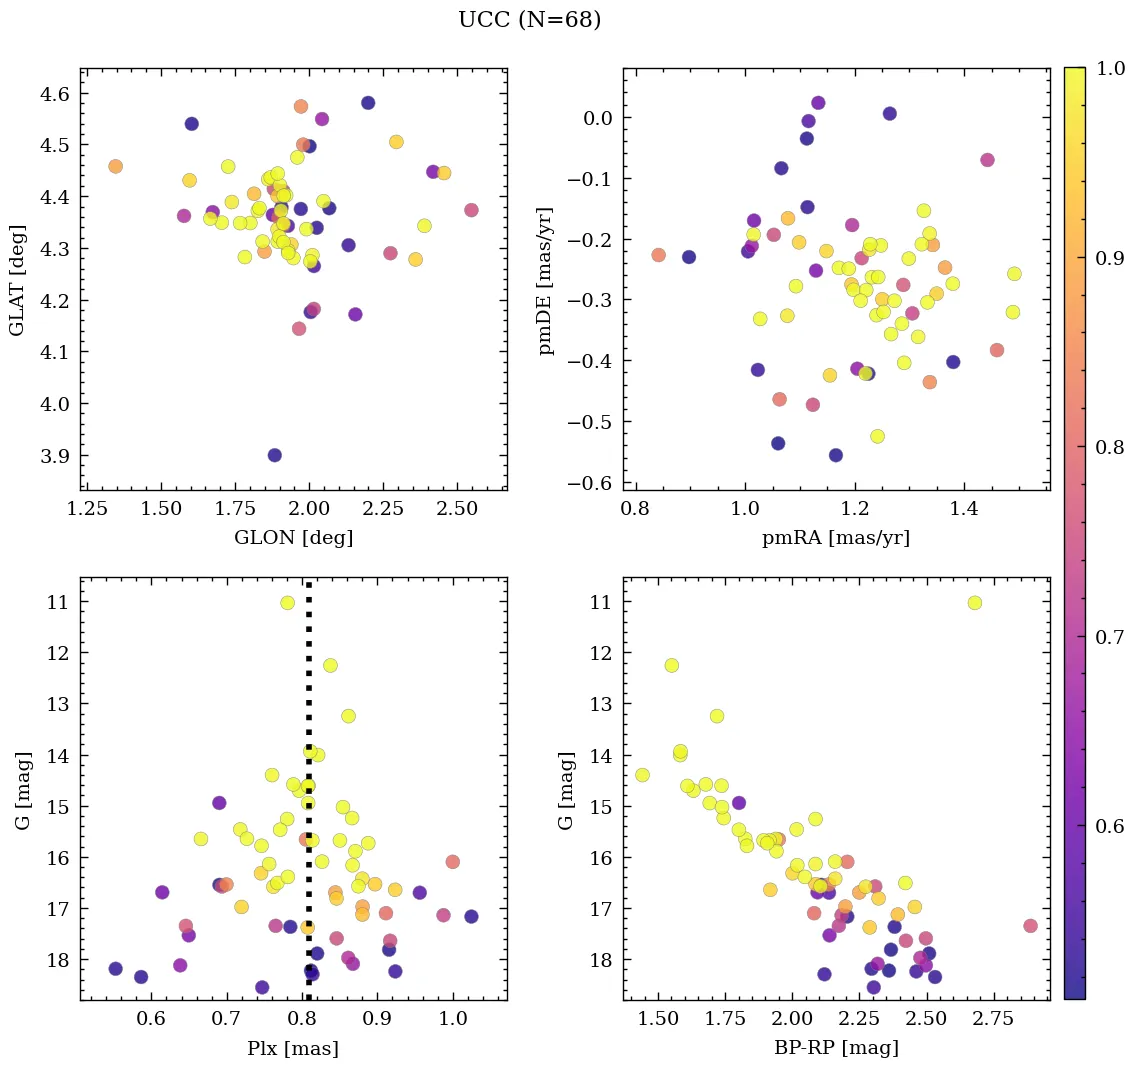 UCC (N=68)
4.6
4.5
4.4
4.3
4.2
4.1
4.0
3.9
GLAT [deg]
1.25 1.50 1.75 2.00 2.25 2.50
GLON [deg]
0.0
−0.1
−0.2
−0.3
−0.4
−0.5
−0.6
pmDE [mas/yr]
0.8 1.0 1.2 1.4
pmRA [mas/yr]
1.0
0.9
0.8
0.7
0.6
11
12
13
14
15
16
17
18
G [mag]
0.6 0.7 0.8 0.9 1.0
Plx [mas]
11
12
13
14
15
16
17
18
G [mag]
1.50 1.75 2.00 2.25 2.50 2.75
BP-RP [mag]